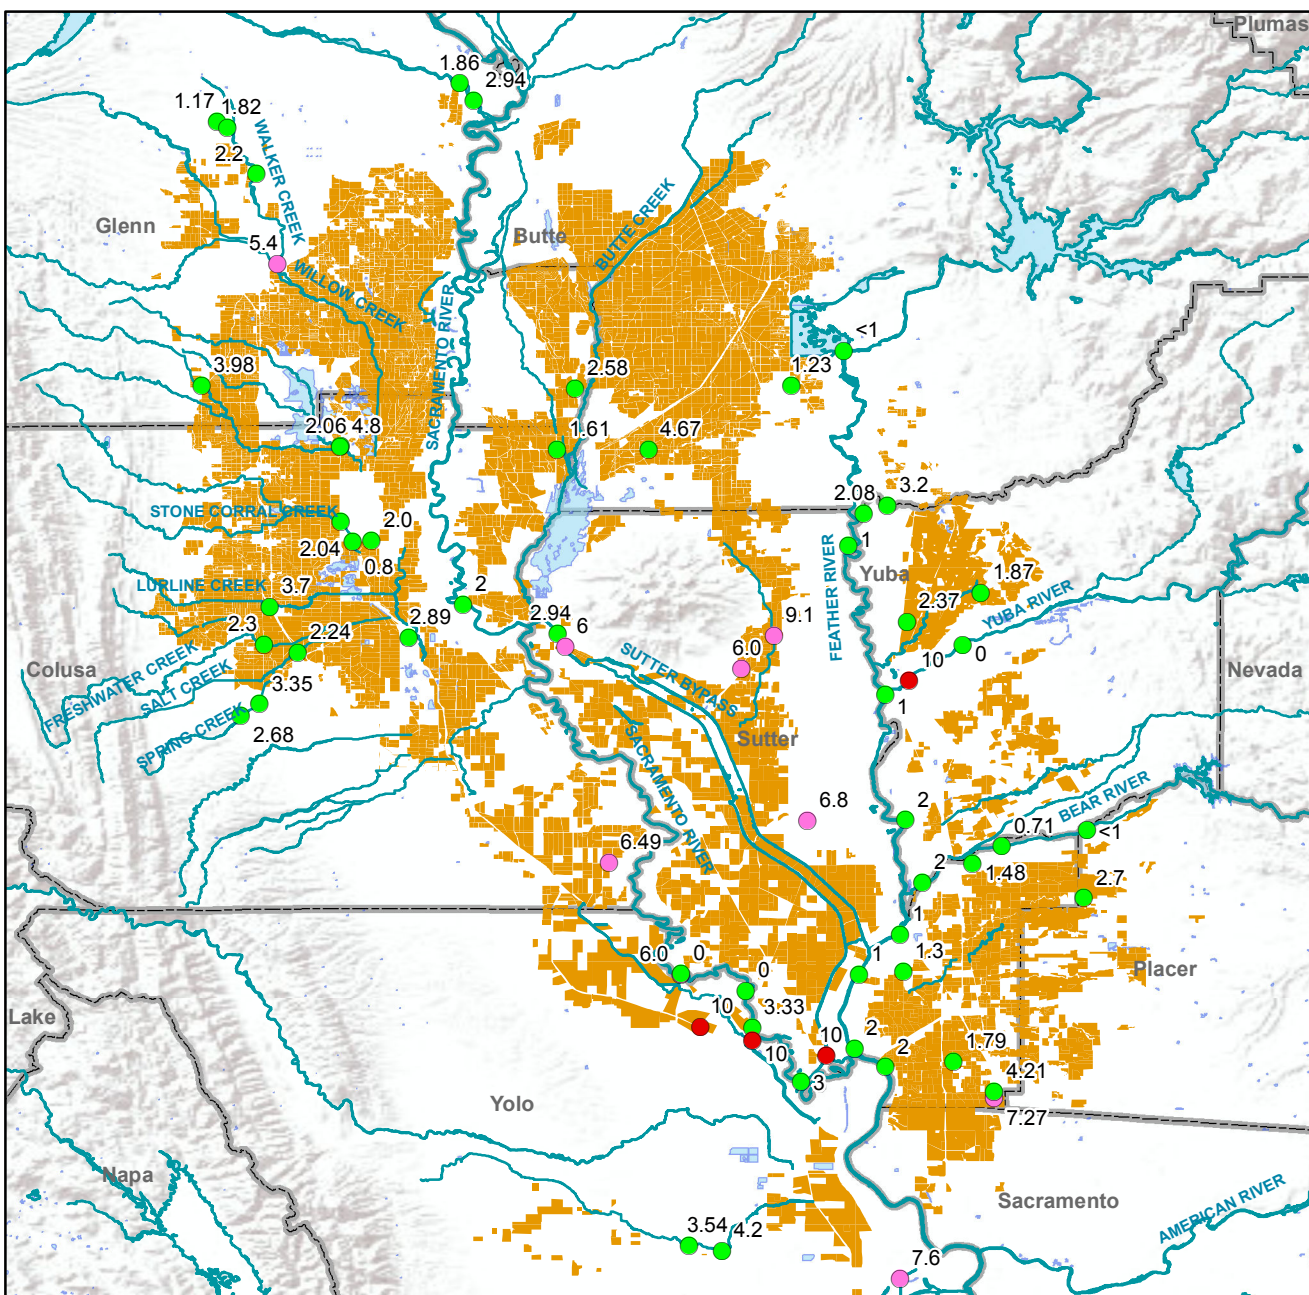 Plumas
1.86
2.94
1.17
1.82
WALKER CREEK
2.2
Glenn
Butte
BUTTE CREEK
5.4
WILLOW CREEK
SACRAMENTO RIVER
<1
3.98
2.58
1.23
2.06
4.8
1.61
4.67
STONE CORRAL CREEK
2.0
2.08
3.2
2.04
0.8
1
FEATHER RIVER
Yuba
LURLINE CREEK
3.7
2
1.87
2.3
2.24
2.89
2.94
6
9.1
6.0
2.37
YUBA RIVER
10
0
Colusa
FRESHWATER CREEK
SALT CREEK
3.35
SUTTER BYPASS
Nevada
1
SPRING CREEK
2.68
Sutter
SACRAMENTO RIVER
6.8
2
BEAR RIVER
0.71
<1
6.49
2
1.48
2.7
1
6.0
0
0
1
1.3
Placer
Lake
10
3.33
10
10
2
2
1.79
3
4.21
7.27
Yolo
Napa
Sacramento
AMERICAN RIVER
3.54
4.2
7.6